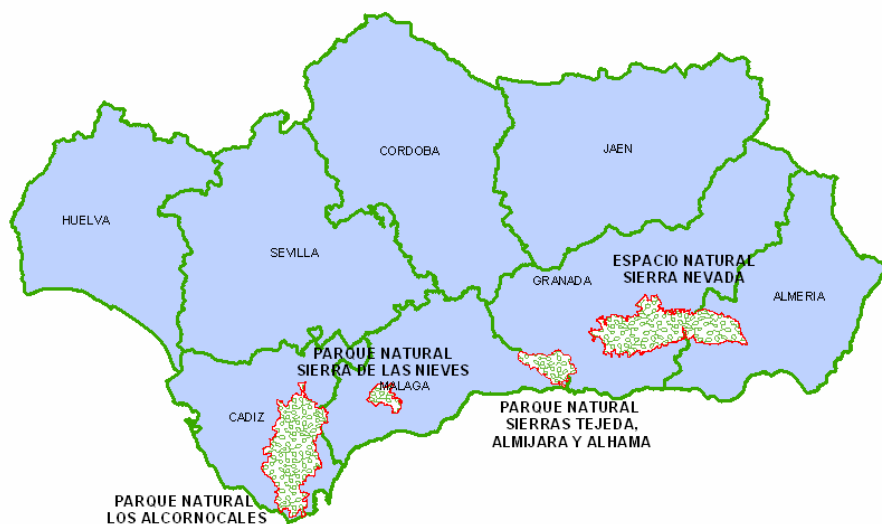 CORDOBA
JAEN
HUELVA
SEVILLA
ESPACIO NATURAL
SIERRA NEVADA
GRANADA
ALMERIA
PARQUE NATURAL
SIERRA DE LAS NIEVES
MALAGA
CADIZ
PARQUE NATURAL
SIERRAS TEJEDA,
ALMIJARA Y ALHAMA
PARQUE NATURAL
LOS ALCORNOCALES